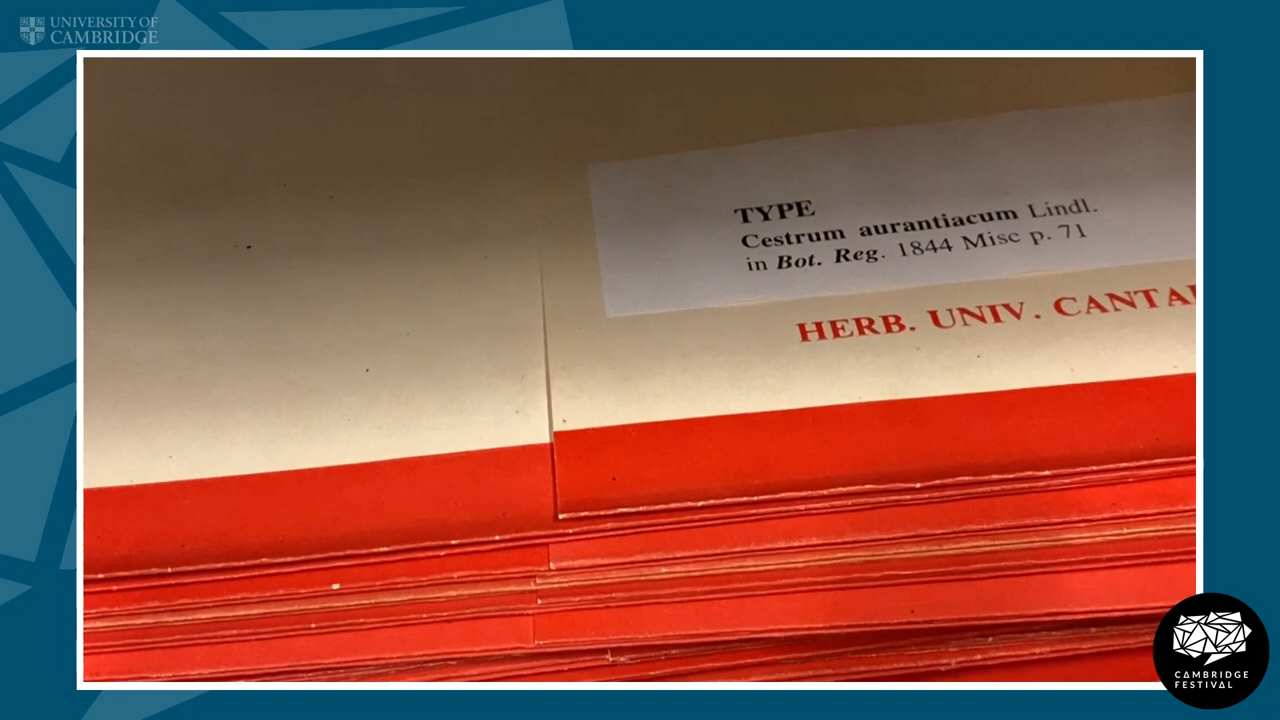 UNIVERSITY OF
CAMBRIDGE
TYPE
Cestrum aurantiacum Lindl.
in Bot. Reg. 1844 Misc p. 71
HERB. UNIV. CANTA
CAMBRIDGE
FESTIVAL